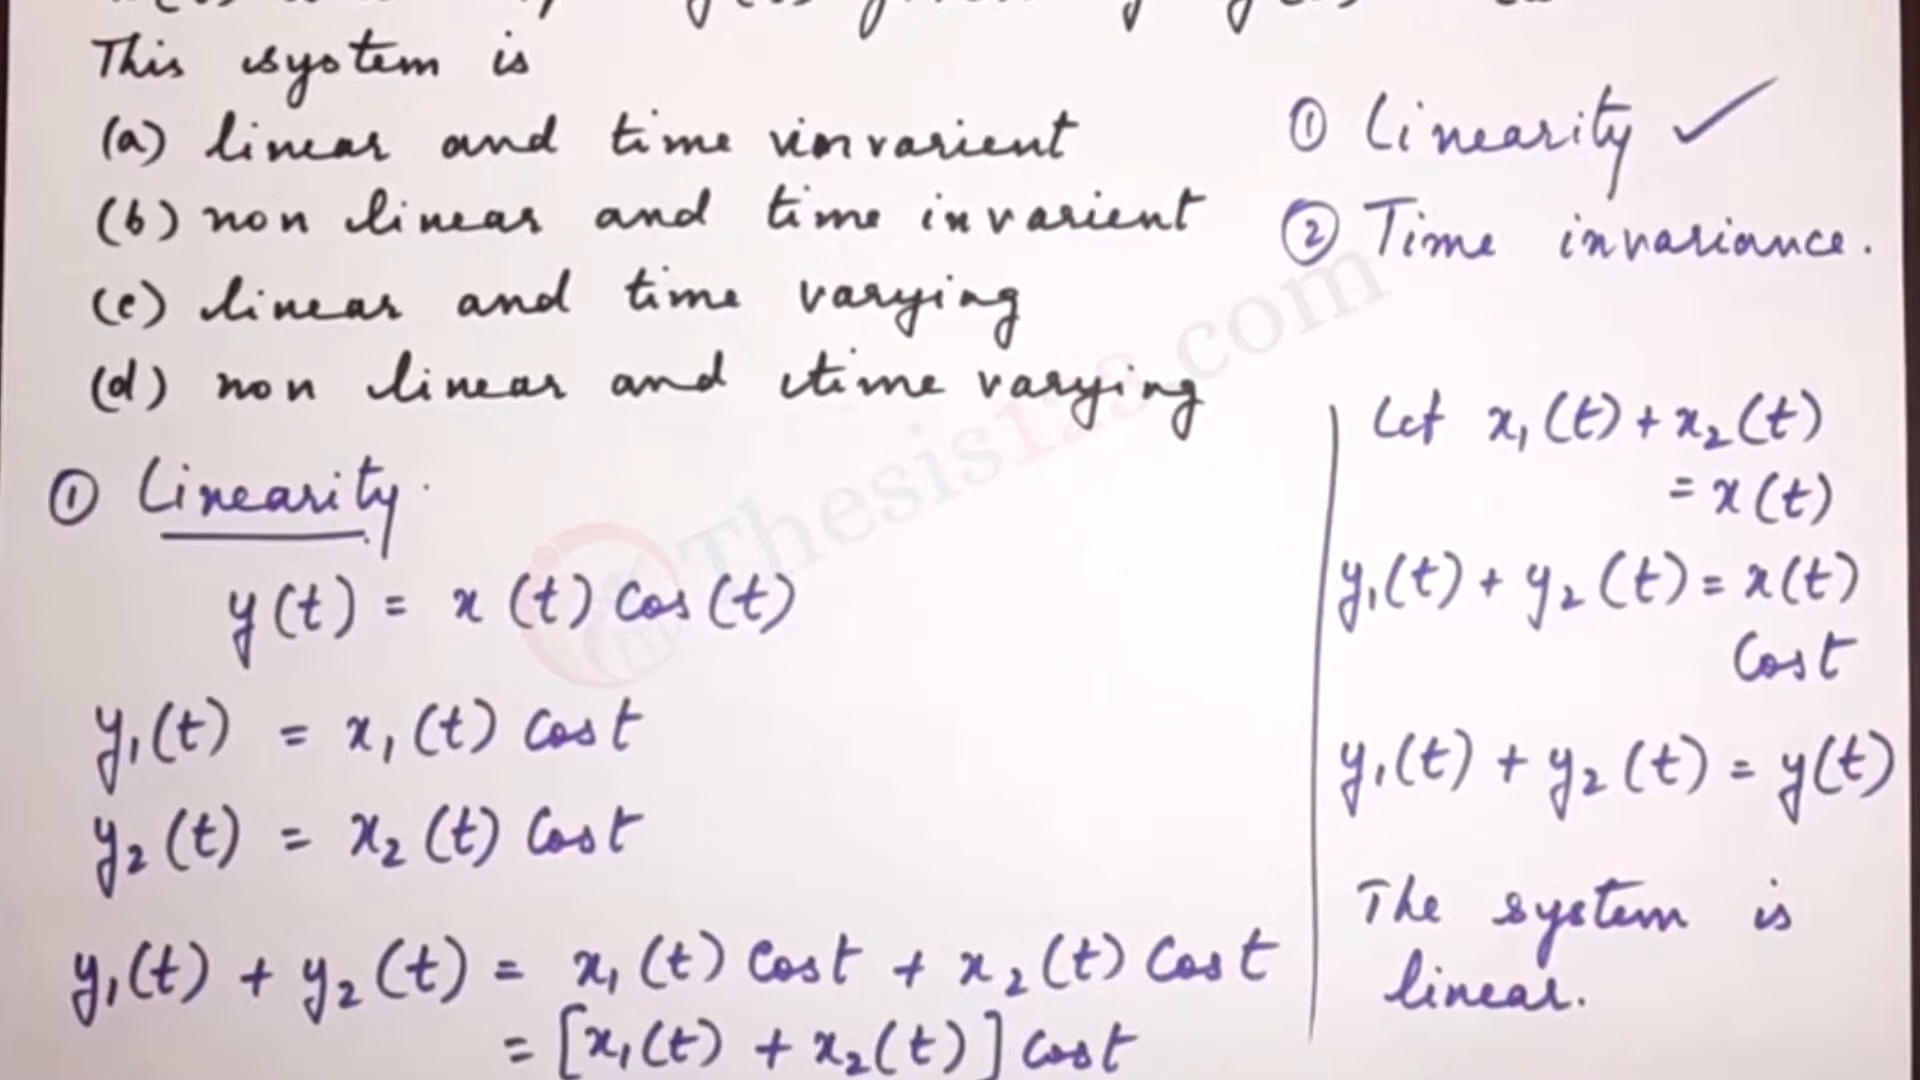 This system is
(a) linear and time invarient
(b) non linear and time invarient
(c) linear and time varying
(d) non linear and time varying
① Linearity ✓
② Time invariance.
① Linearity.
y(t) = x(t) Cos(t)
y₁(t) = x₁(t) Cost
y₂(t) = x₂(t) Cost
y₁(t) + y₂(t) = x₁(t) Cost + x₂(t) Cost
= [x₁(t) + x₂(t)] Cost
Let x₁(t) + x₂(t)
= x(t)
y₁(t) + y₂(t) = x(t)
Cost
y₁(t) + y₂(t) = y(t)
The system is
linear.
Thesis123.com